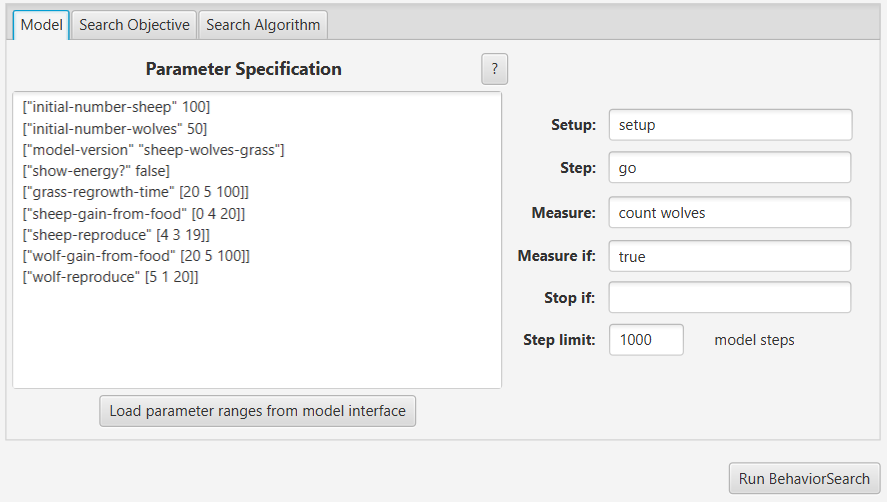 Model Search Objective Search Algorithm
Parameter Specification ?
["initial-number-sheep" 100]
["initial-number-wolves" 50]
["model-version" "sheep-wolves-grass"]
["show-energy?" false]
["grass-regrowth-time" [20 5 100]]
["sheep-gain-from-food" [0 4 20]]
["sheep-reproduce" [4 3 19]]
["wolf-gain-from-food" [20 5 100]]
["wolf-reproduce" [5 1 20]]
Load parameter ranges from model interface
Setup: setup
Step: go
Measure: count wolves
Measure if: true
Stop if:
Step limit: 1000 model steps
Run BehaviorSearch